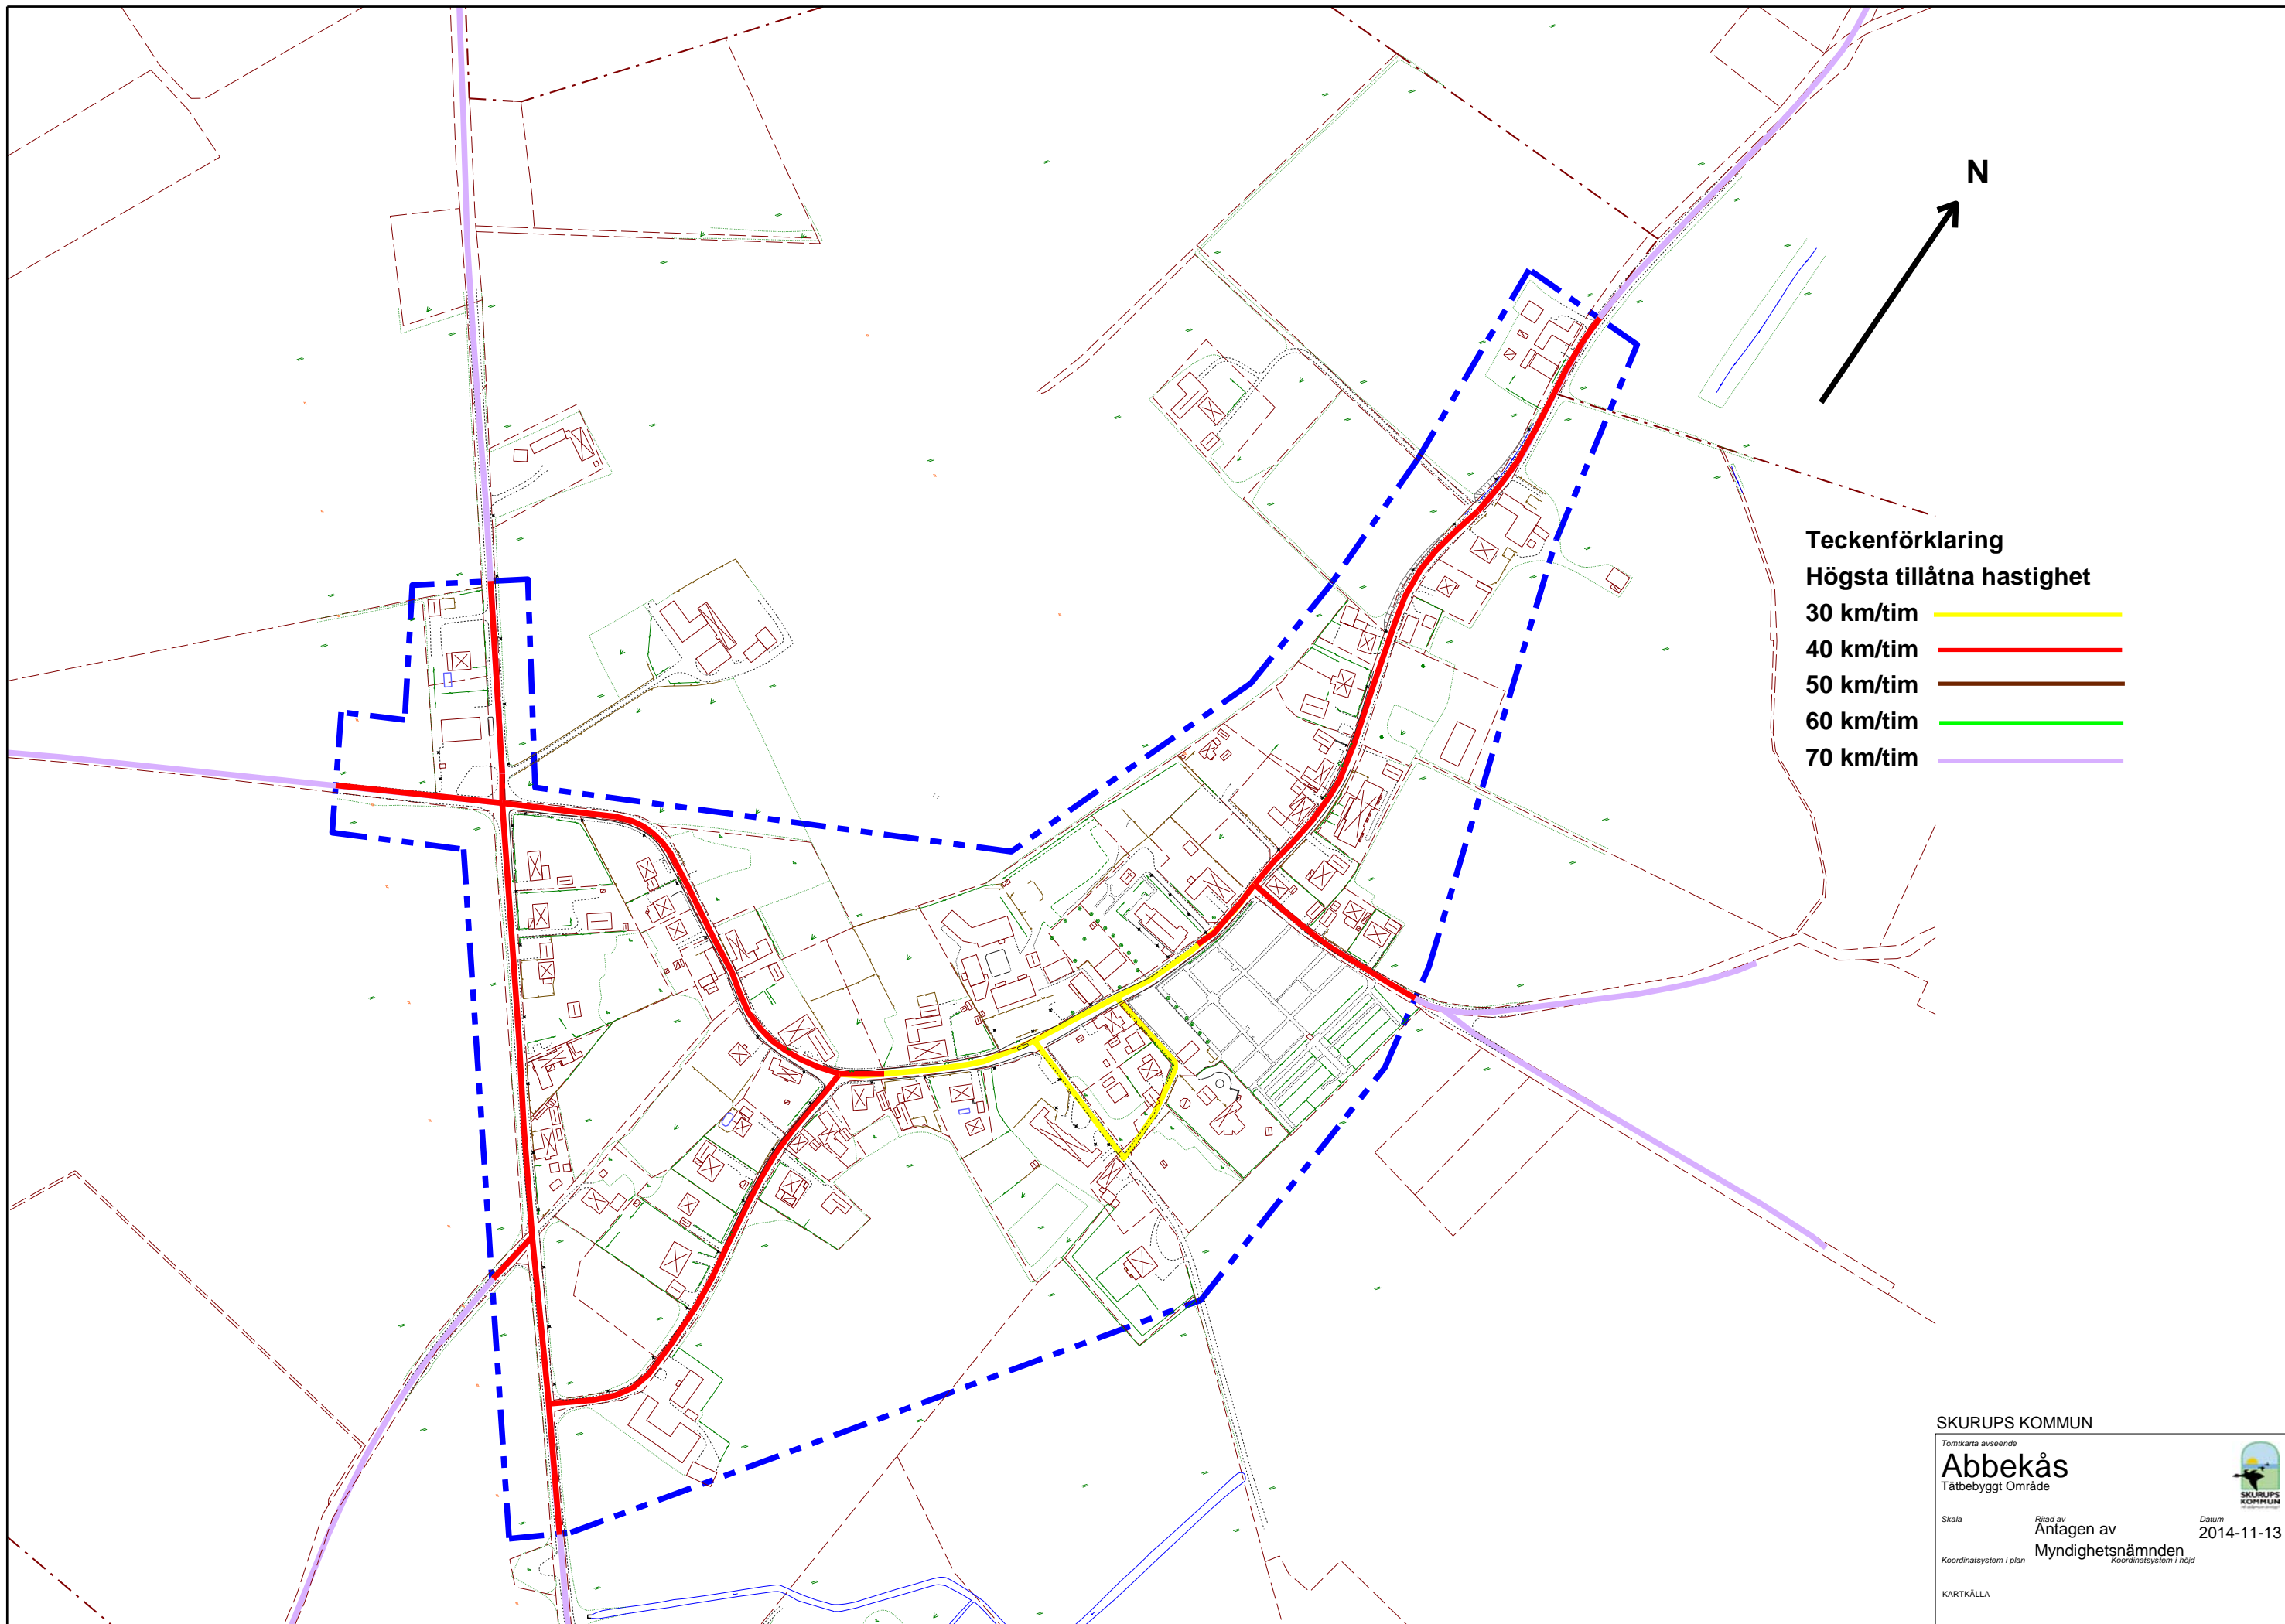 N
Teckenförklaring
Högsta tillåtna hastighet
30 km/tim
40 km/tim
50 km/tim
60 km/tim
70 km/tim
SKURUPS KOMMUN
Tomtkarta avseende
Abbekås
Tätbebyggt Område
SKURUPS
KOMMUN
Skala
Ritad av
Datum
Antagen av
2014-11-13
Myndighetsnämnden
Koordinatsystem i plan
Koordinatsystem i höjd
KARTKÄLLA